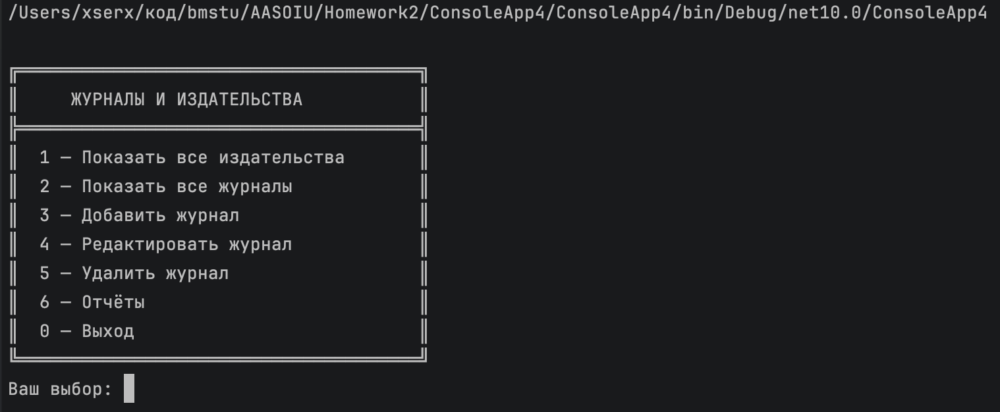 /Users/xserx/код/bmstu/AASOIU/Homework2/ConsoleApp4/ConsoleApp4/bin/Debug/net10.0/ConsoleApp4
ЖУРНАЛЫ И ИЗДАТЕЛЬСТВА
1 — Показать все издательства
2 — Показать все журналы
3 — Добавить журнал
4 — Редактировать журнал
5 — Удалить журнал
6 — Отчёты
0 — Выход
Ваш выбор: